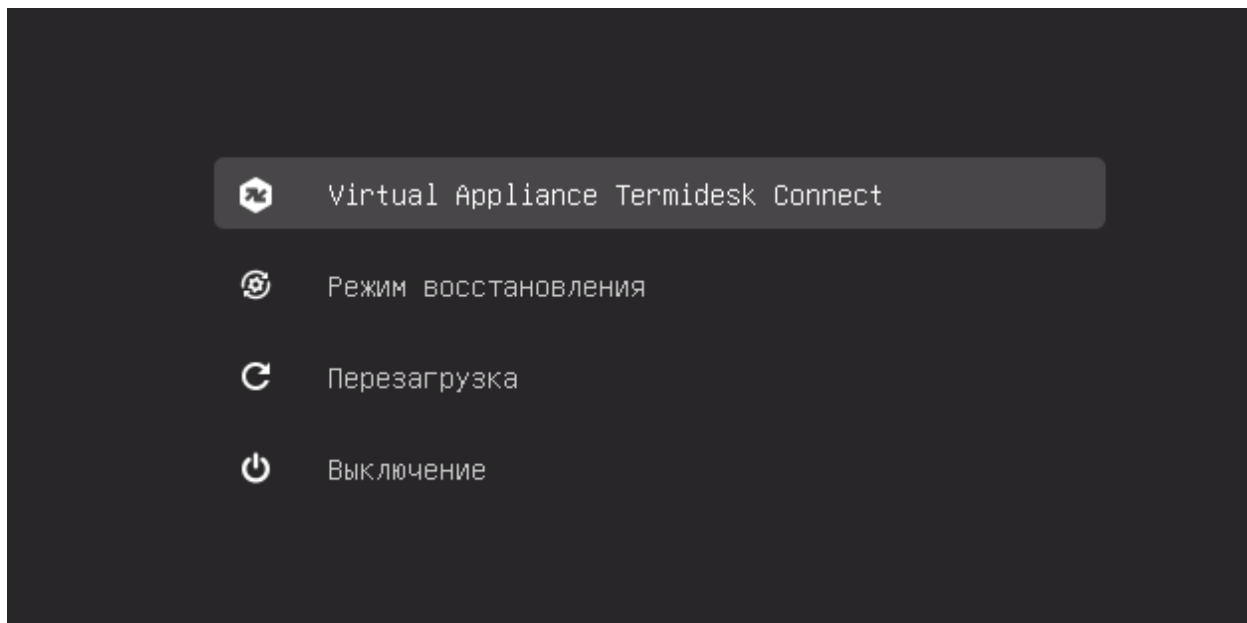 Virtual Appliance Termidesk Connect
Режим восстановления
Перезагрузка
Выключение